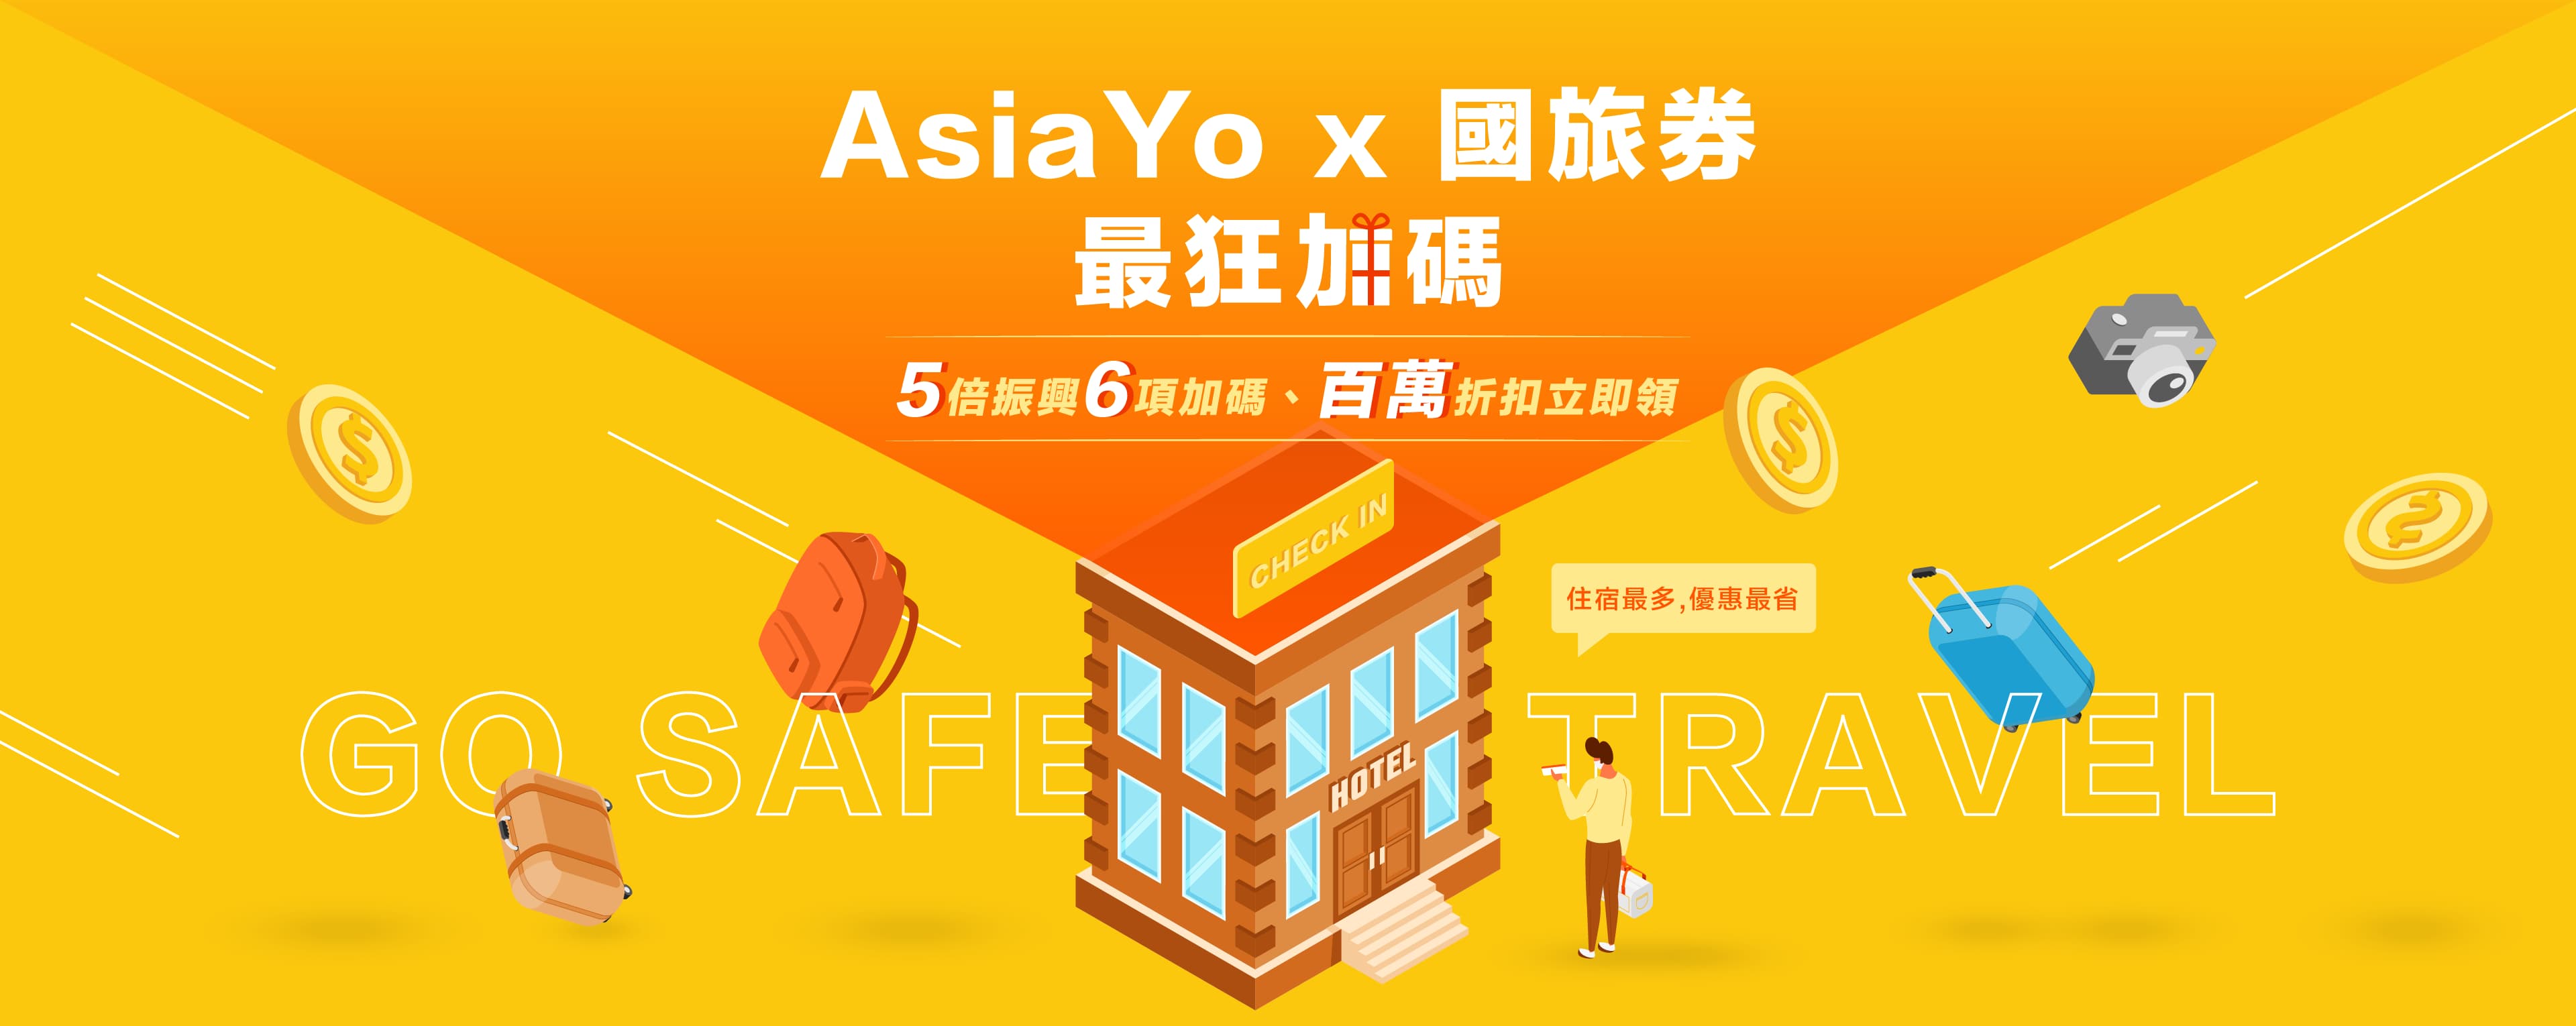 AsiaYo x 國旅券
最狂加碼
5倍振興6項加碼、百萬折扣立即領
CHECK IN
住宿最多,優惠最省
GO SAFE TRAVEL
HOTEL